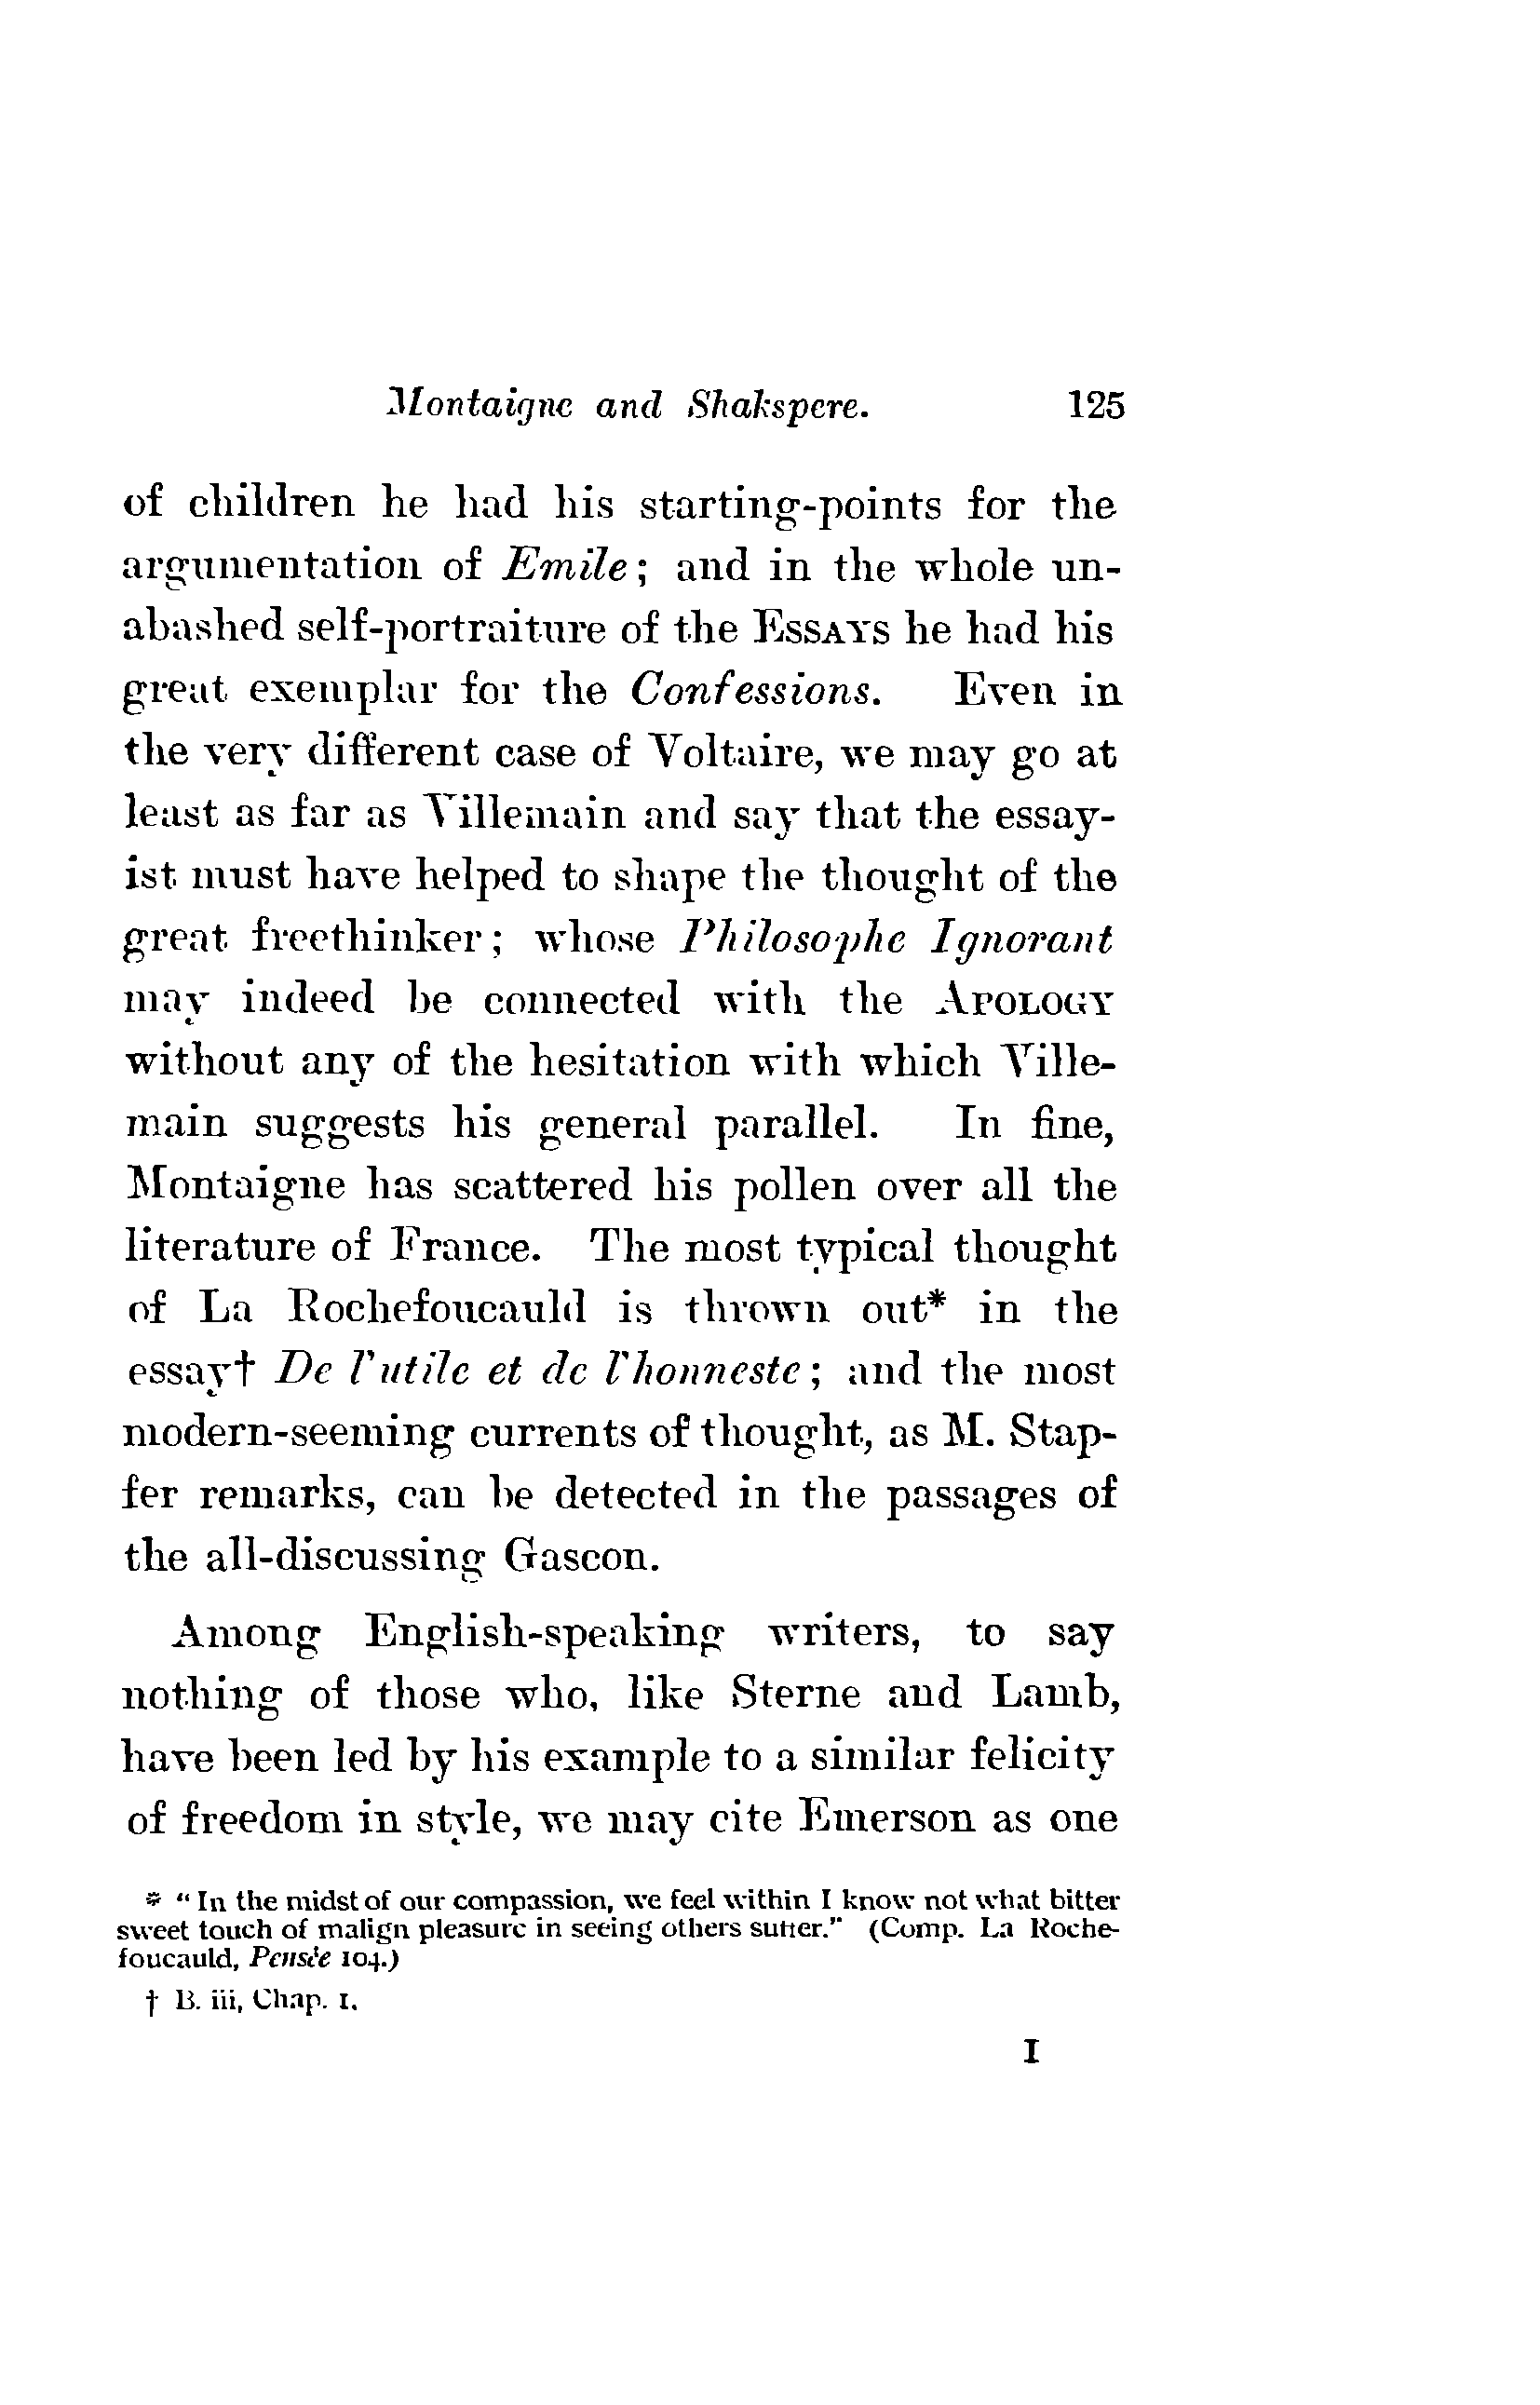 Montaigne and Shakspere. 125
of children he had his starting-points for the
argumentation of Emile; and in the whole un-
abashed self-portraiture of the ESSAYS he had his
great exemplar for the Confessions. Even in
the very different case of Voltaire, we may go at
least as far as Villemain and say that the essay-
ist must have helped to shape the thought of the
great freethinker; whose Philosophe Ignorant
may indeed be connected with the APOLOGY
without any of the hesitation with which Ville-
main suggests his general parallel. In fine,
Montaigne has scattered his pollen over all the
literature of France. The most typical thought
of La Rochefoucauld is thrown out* in the
essay† De l'utile et de l'honneste; and the most
modern-seeming currents of thought, as M. Stap-
fer remarks, can be detected in the passages of
the all-discussing Gascon.
Among English-speaking writers, to say
nothing of those who, like Sterne and Lamb,
have been led by his example to a similar felicity
of freedom in style, we may cite Emerson as one
* "In the midst of our compassion, we feel within I know not what bitter
sweet touch of malign pleasure in seeing others suffer." (Comp. La Roche-
foucauld, Pensée 104.)
† B. iii, Chap. 1.
I